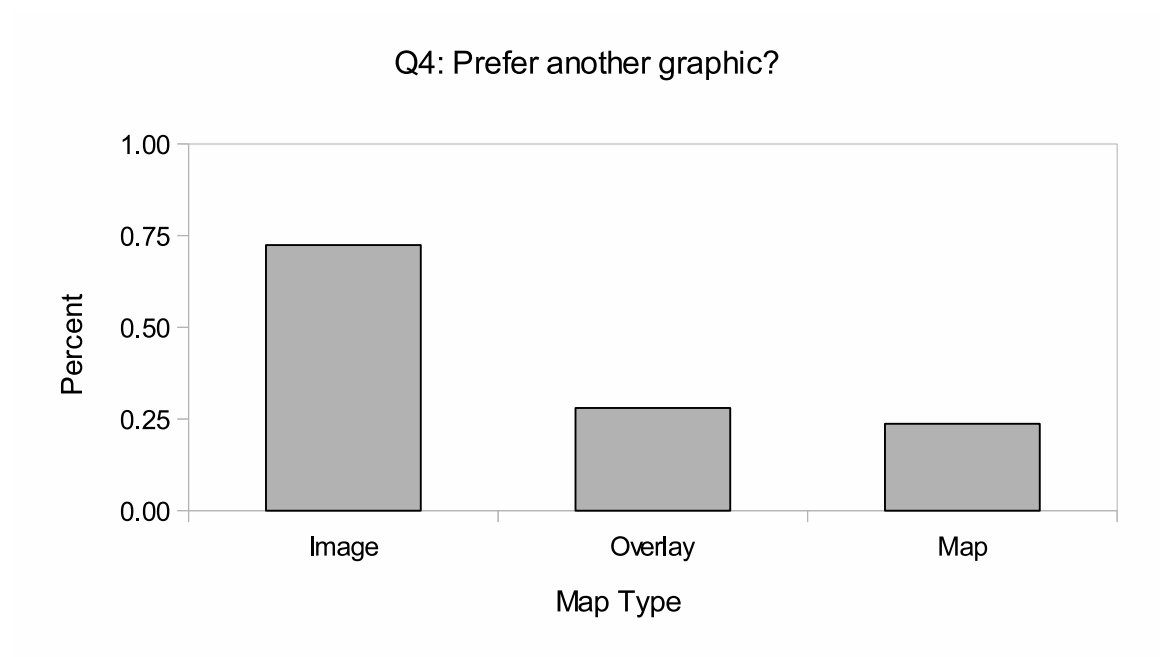 Q4: Prefer another graphic?
1.00
0.75
0.50
0.25
0.00
Percent
Image Overlay Map
Map Type